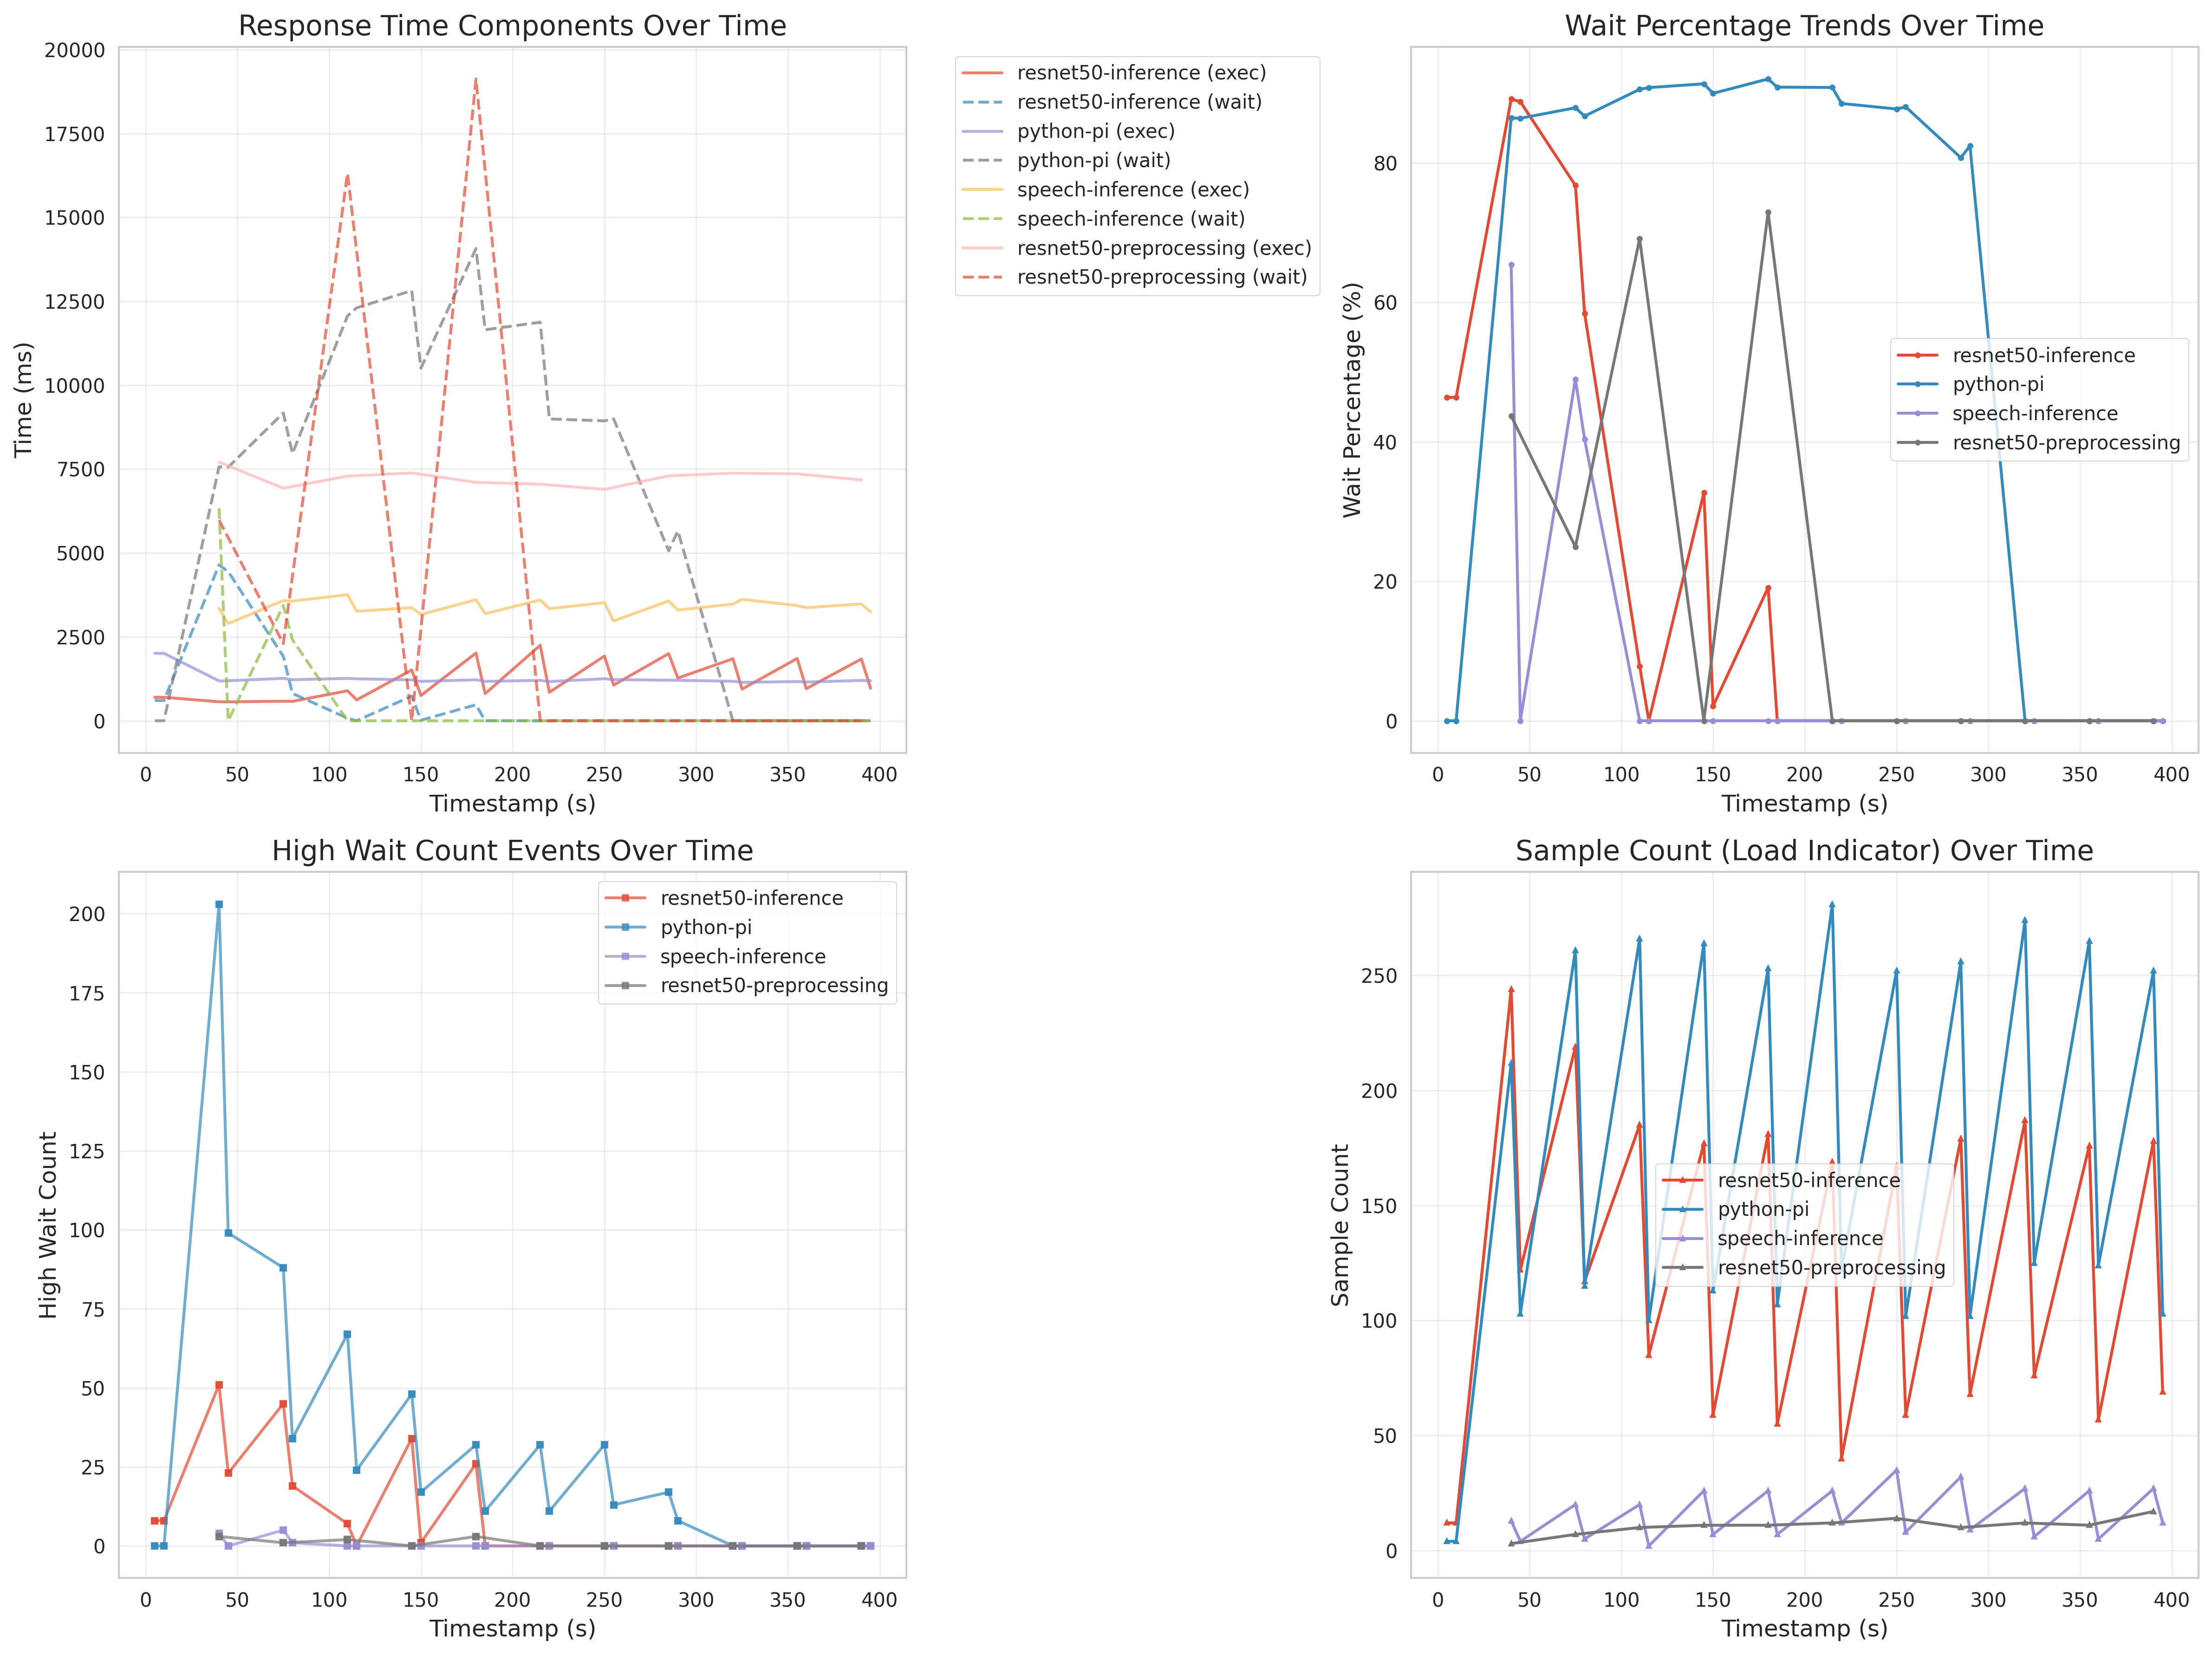 Response Time Components Over Time
20000
17500
15000
12500
10000
7500
5000
2500
0
Time (ms)
0 50 100 150 200 250 300 350 400
Timestamp (s)
resnet50-inference (exec)
resnet50-inference (wait)
python-pi (exec)
python-pi (wait)
speech-inference (exec)
speech-inference (wait)
resnet50-preprocessing (exec)
resnet50-preprocessing (wait)
Wait Percentage Trends Over Time
80
60
40
20
0
Wait Percentage (%)
resnet50-inference
python-pi
speech-inference
resnet50-preprocessing
0 50 100 150 200 250 300 350 400
Timestamp (s)
High Wait Count Events Over Time
200
175
150
125
100
75
50
25
0
High Wait Count
resnet50-inference
python-pi
speech-inference
resnet50-preprocessing
0 50 100 150 200 250 300 350 400
Timestamp (s)
Sample Count (Load Indicator) Over Time
250
200
150
100
50
0
Sample Count
resnet50-inference
python-pi
speech-inference
resnet50-preprocessing
0 50 100 150 200 250 300 350 400
Timestamp (s)